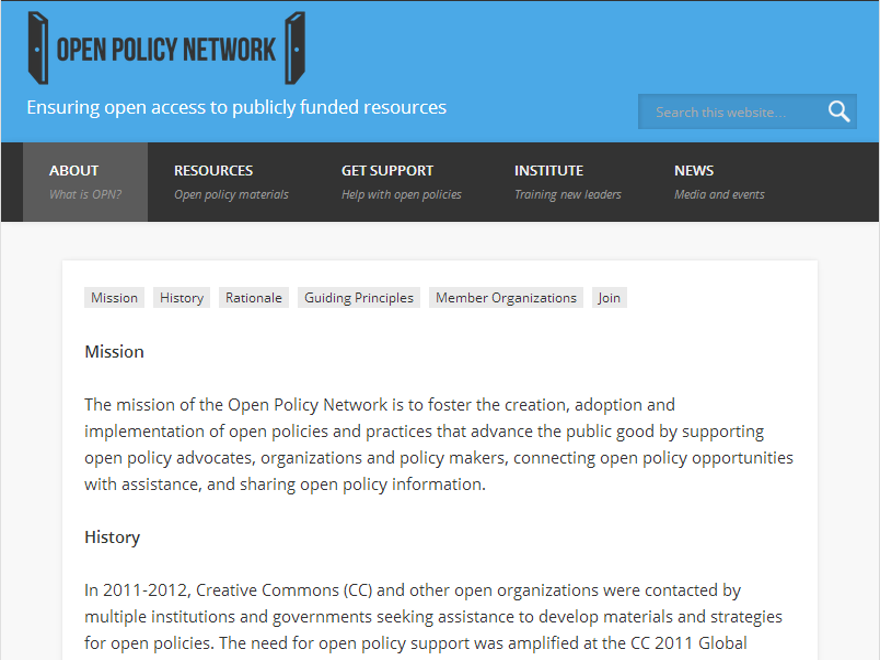 OPEN POLICY NETWORK
Ensuring open access to publicly funded resources
Search this website...
ABOUT RESOURCES GET SUPPORT INSTITUTE NEWS
What is OPN? Open policy materials Help with open policies Training new leaders Media and events
Mission History Rationale Guiding Principles Member Organizations Join
Mission
The mission of the Open Policy Network is to foster the creation, adoption and
implementation of open policies and practices that advance the public good by supporting
open policy advocates, organizations and policy makers, connecting open policy opportunities
with assistance, and sharing open policy information.
History
In 2011-2012, Creative Commons (CC) and other open organizations were contacted by
multiple institutions and governments seeking assistance to develop materials and strategies
for open policies. The need for open policy support was amplified at the CC 2011 Global